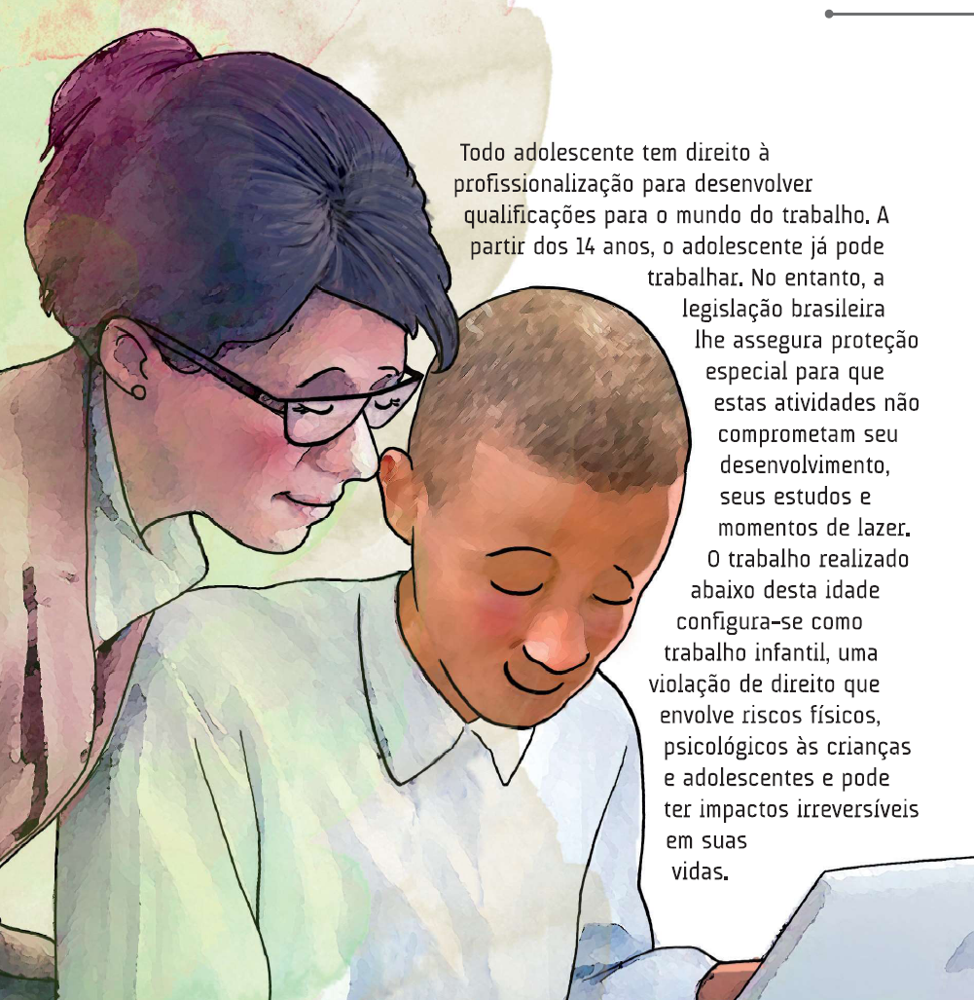 Todo adolescente tem direito à
profissionalização para desenvolver
qualificações para o mundo do trabalho. A
partir dos 14 anos, o adolescente já pode
trabalhar. No entanto, a
legislação brasileira
lhe assegura proteção
especial para que
estas atividades não
comprometam seu
desenvolvimento,
seus estudos e
momentos de lazer.
O trabalho realizado
abaixo desta idade
configura-se como
trabalho infantil, uma
violação de direito que
envolve riscos físicos,
psicológicos às crianças
e adolescentes e pode
ter impactos irreversíveis
em suas
vidas.